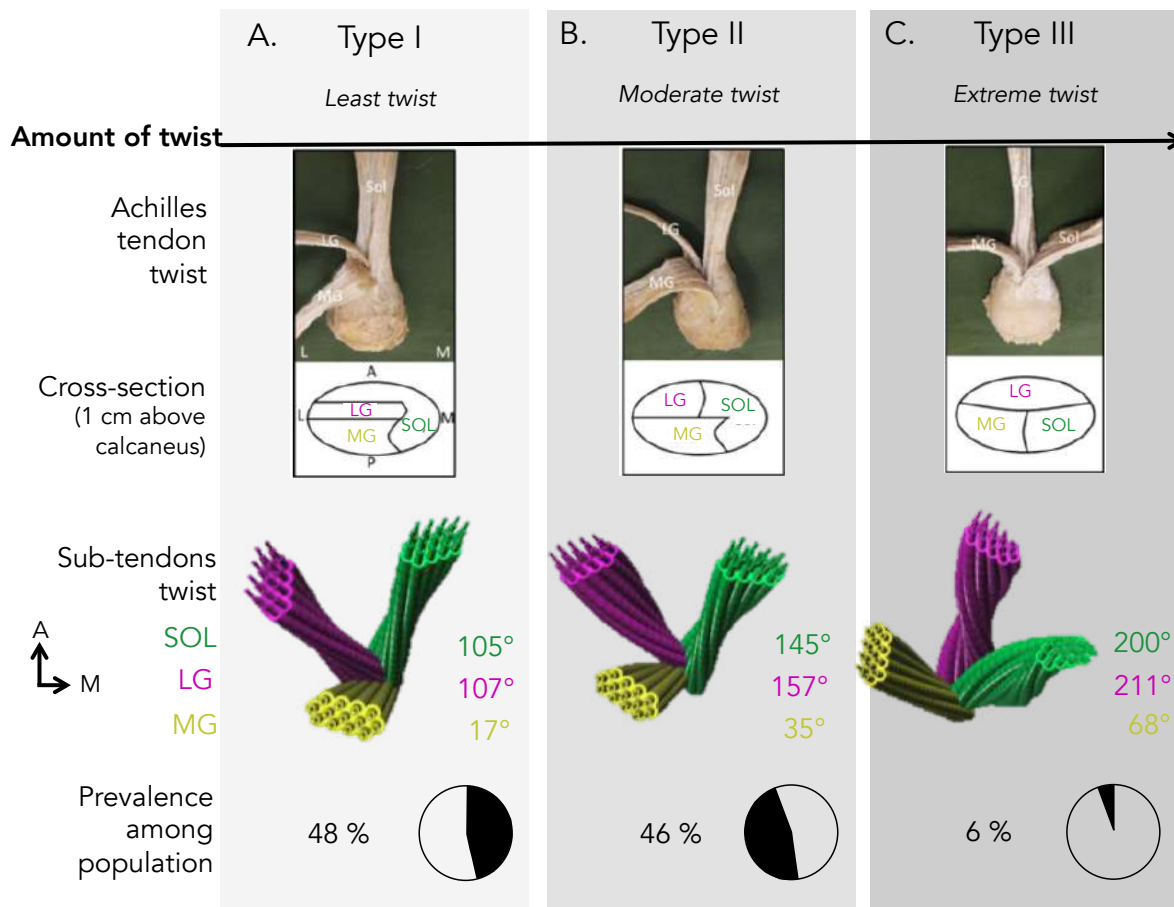 A. Type I
B. Type II
C. Type III
Least twist
Moderate twist
Extreme twist
Amount of twist
Achilles
tendon
twist
Sol
LG
MG
L
M
Sol
LG
MG
LG
MG
Sol
Cross-section
(1 cm above
calcaneus)
A
L
LG
SOL
M
MG
P
LG
SOL
MG
LG
MG
SOL
Sub-tendons
twist
A
M
SOL
105°
145°
200°
LG
107°
157°
211°
MG
17°
35°
68°
Prevalence
among
population
48 %
46 %
6 %